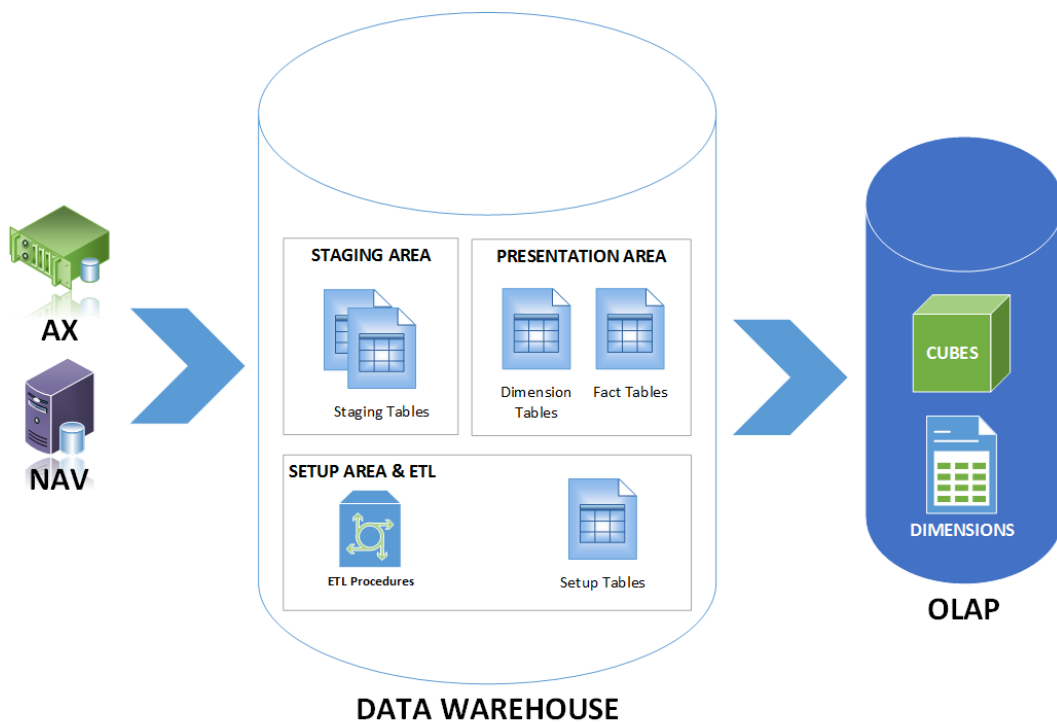 AX
NAV
STAGING AREA
Staging Tables
PRESENTATION AREA
Dimension
Tables
Fact Tables
SETUP AREA & ETL
ETL Procedures
Setup Tables
DATA WAREHOUSE
CUBES
DIMENSIONS
OLAP